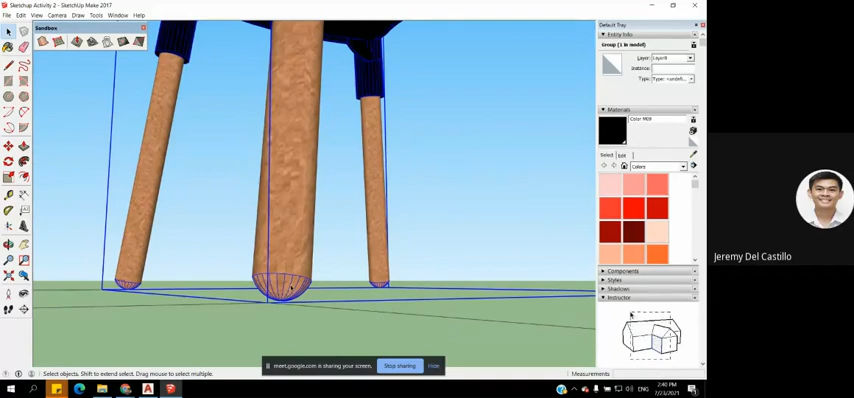 Sketchup Activity 2 - SketchUp Make 2017
File Edit View Camera Draw Tools Window Help
Sandbox
Default Tray
Entity Info
Group (1 in model)
Layer:
Layer0
Instance:
Type:
Type: <undefi...
Materials
Color M09
Select
Edit
Colors
Components
Styles
Shadows
Instructor
Jeremy Del Castillo
meet.google.com is sharing your screen.
Stop sharing
Hide
Select objects. Shift to extend select. Drag mouse to select multiple.
Measurements
ENG
2:40 PM
7/23/2021